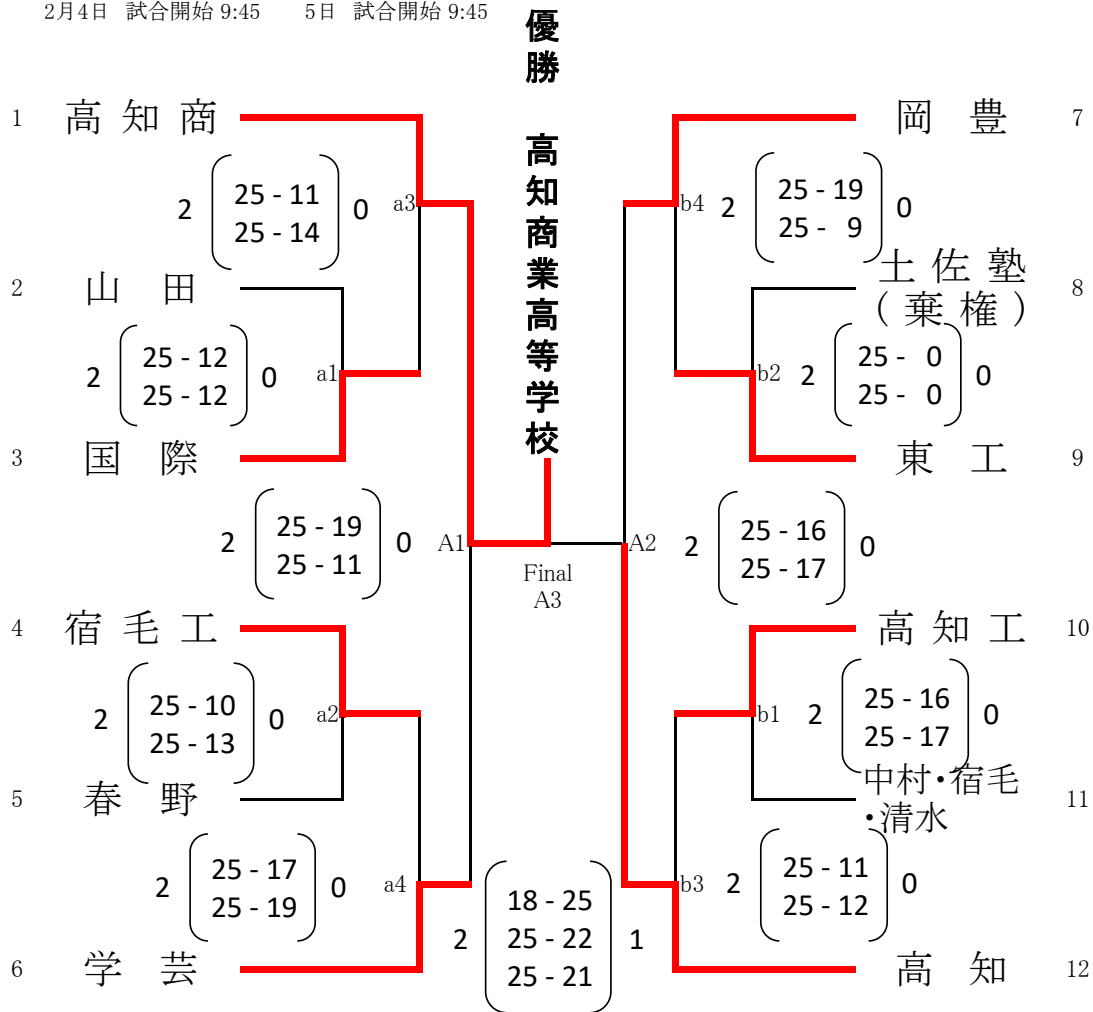 2月4日 試合開始 9:45 5日 試合開始 9:45
優勝 高知商業高等学校
1 高知商
2 25 - 11 0 a3
25 - 14
2 山田
2 25 - 12 0 a1
25 - 12
3 国際
2 25 - 19 0 A1
25 - 11
4 宿毛工
2 25 - 10 0 a2
25 - 13
5 春野
2 25 - 17 0 a4
25 - 19
6 学芸
Final
A3
18 - 25
2 25 - 22 1
25 - 21
岡豊 7
b4 2 25 - 19 0
25 - 9
土佐塾 8
(棄権)
b2 2 25 - 0 0
25 - 0
東工 9
A2 2 25 - 16 0
25 - 17
高知工 10
b1 2 25 - 16 0
25 - 17
中村・宿毛 11
・清水
b3 2 25 - 11 0
25 - 12
高知 12